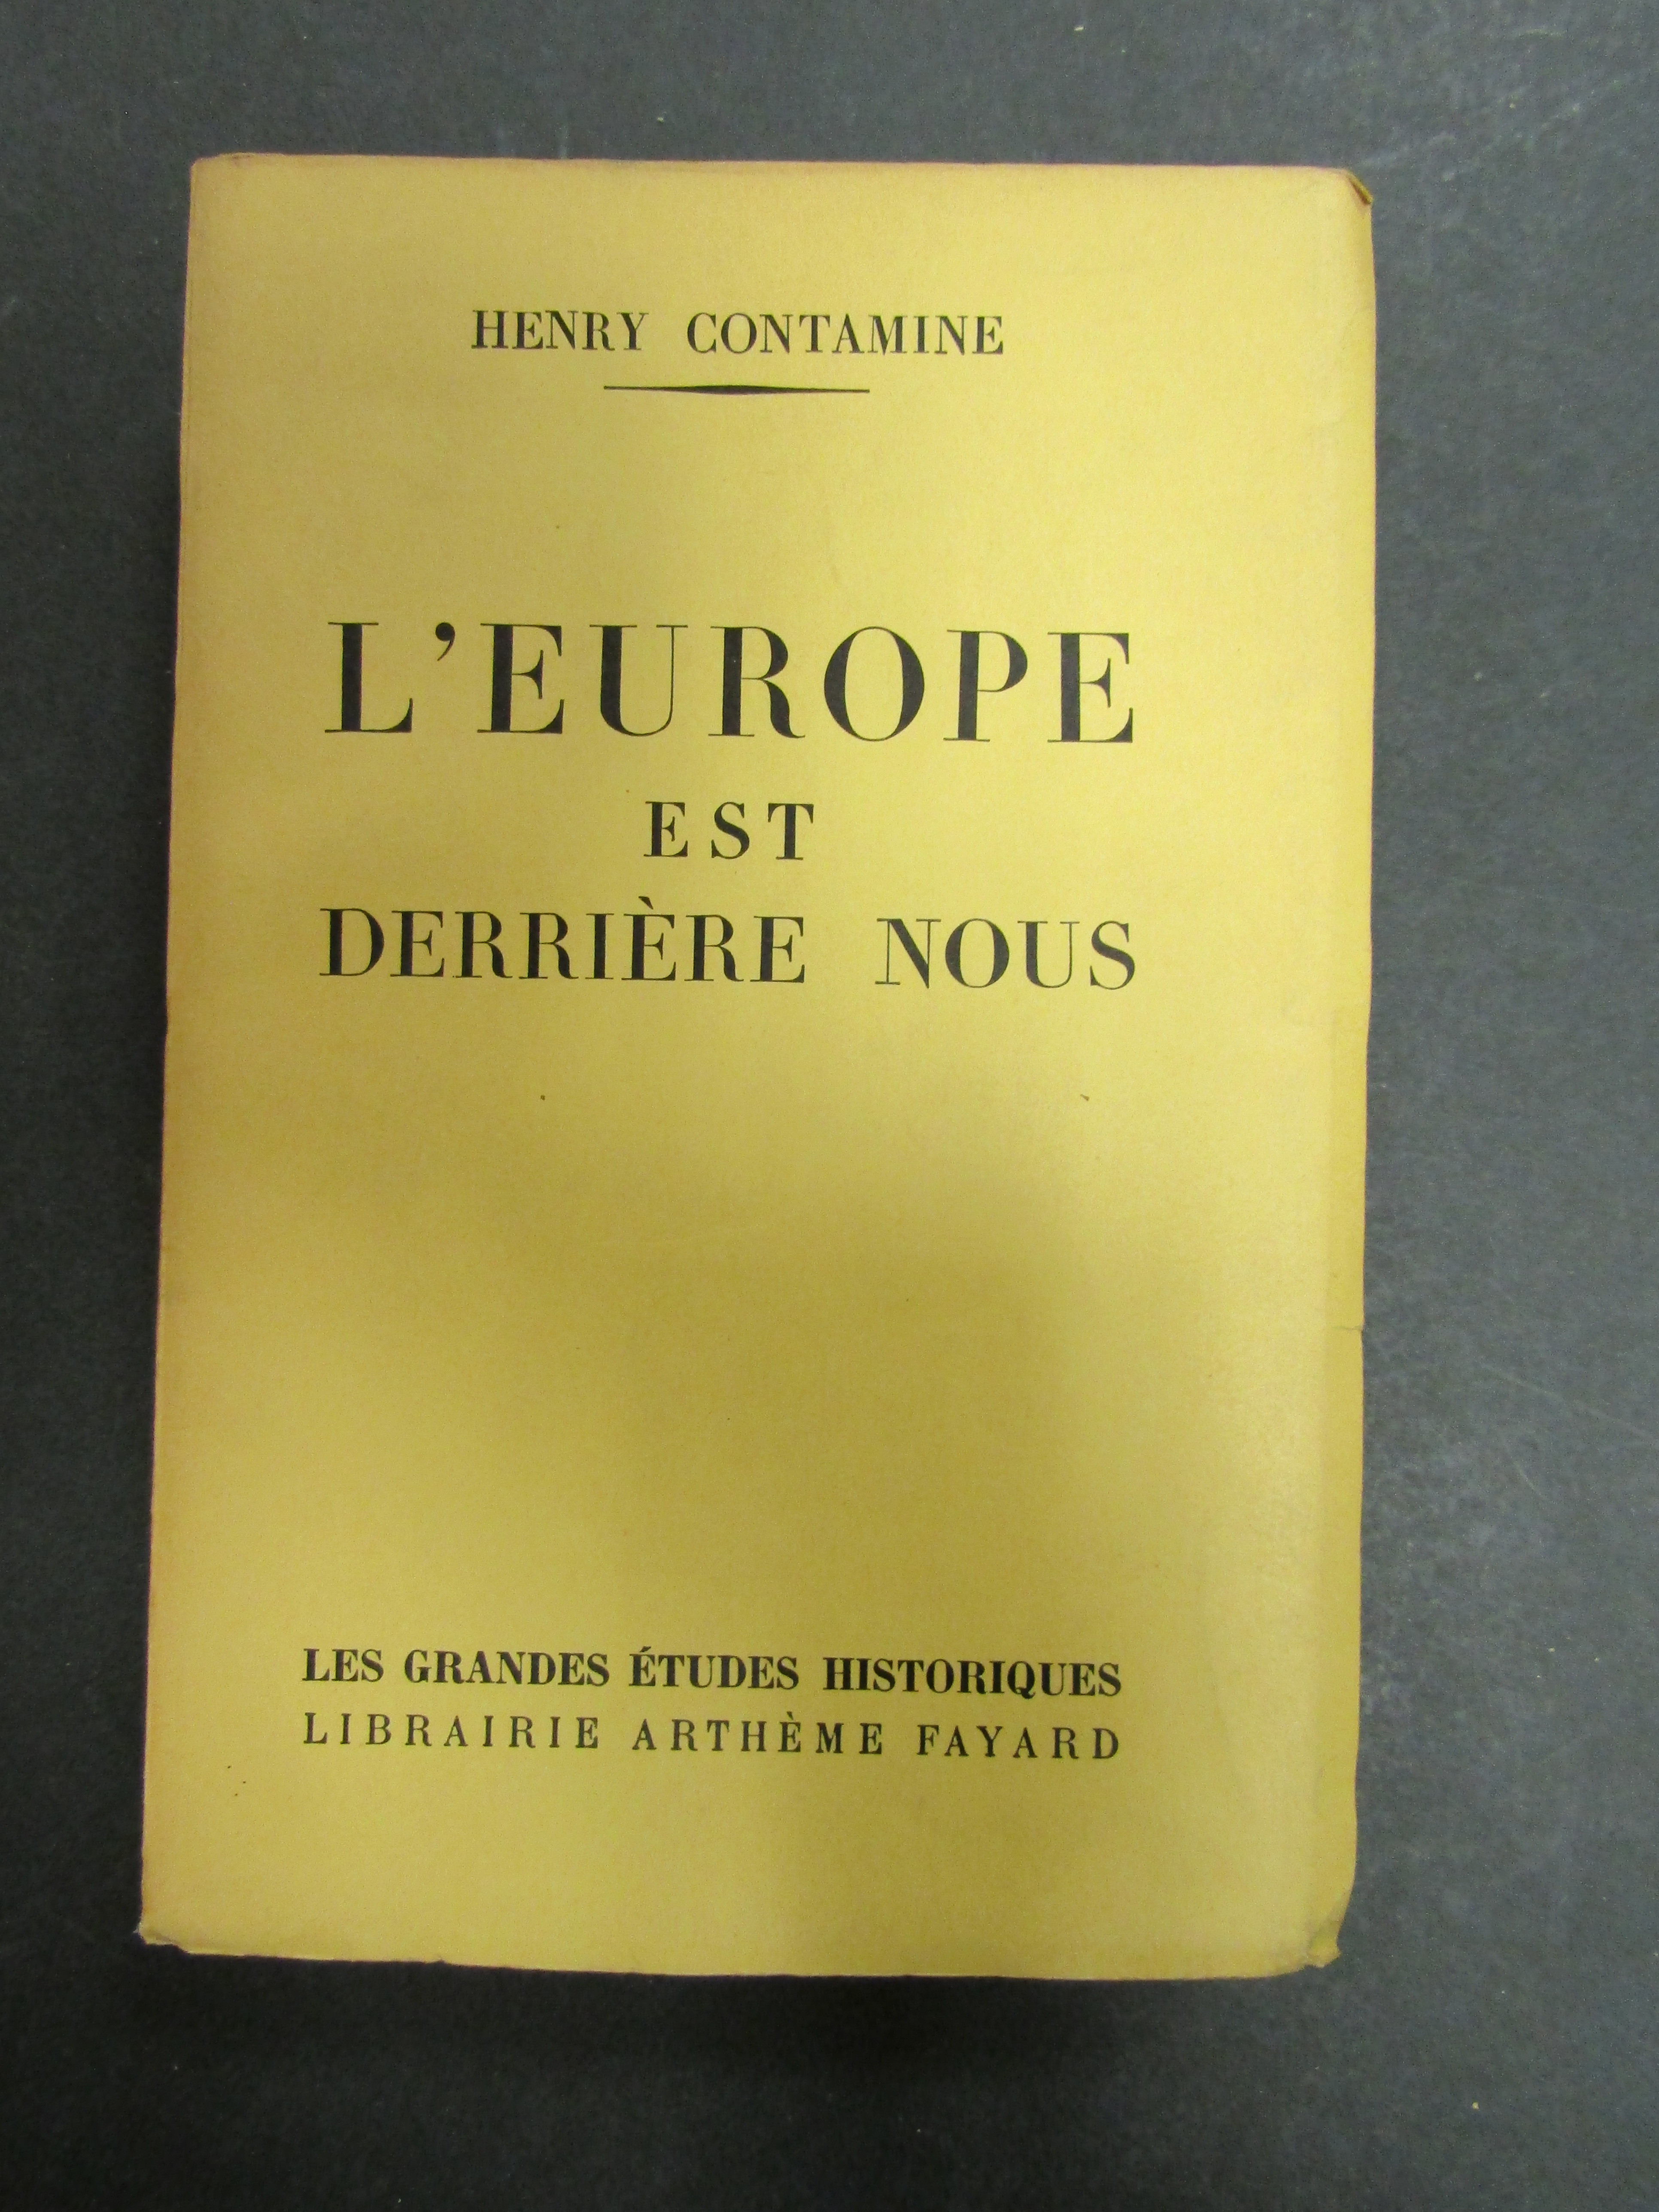 HENRY CONTAMINE
L'EUROPE
EST
DERRIÈRE NOUS
LES GRANDES ÉTUDES HISTORIQUES
LIBRAIRIE ARTHÈME FAYARD